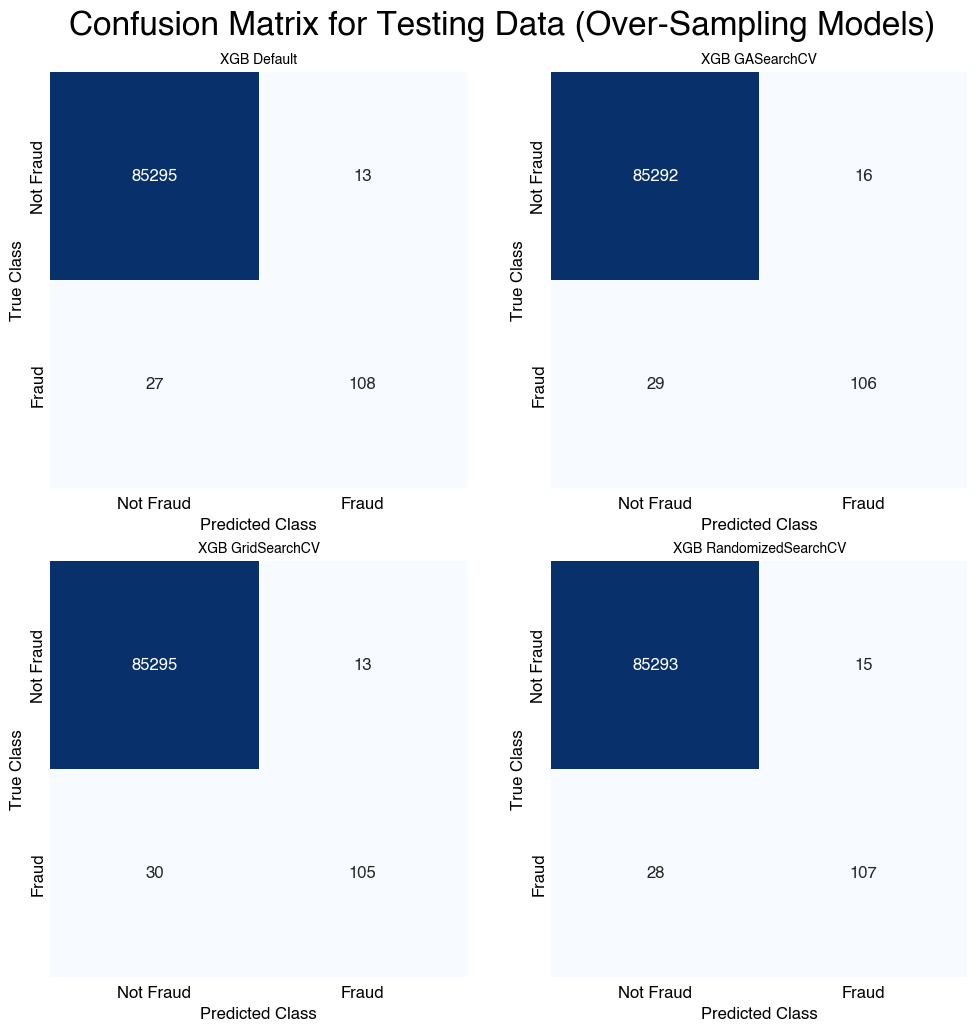 Confusion Matrix for Testing Data (Over-Sampling Models)
XGB Default
True Class
Not Fraud
Fraud
85295
13
27
108
Not Fraud
Fraud
Predicted Class
XGB GASearchCV
True Class
Not Fraud
Fraud
85292
16
29
106
Not Fraud
Fraud
Predicted Class
XGB GridSearchCV
True Class
Not Fraud
Fraud
85295
13
30
105
Not Fraud
Fraud
Predicted Class
XGB RandomizedSearchCV
True Class
Not Fraud
Fraud
85293
15
28
107
Not Fraud
Fraud
Predicted Class